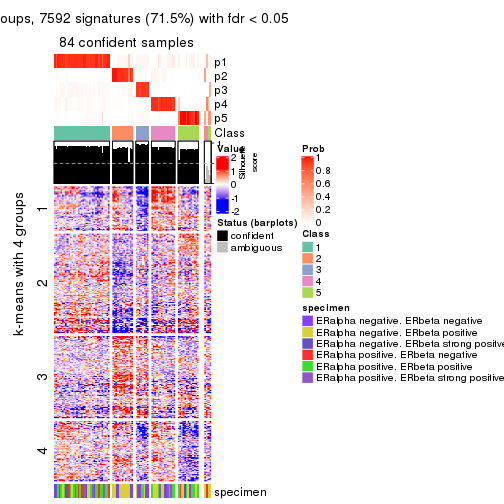 oups, 7592 signatures (71.5%) with fdr < 0.05
84 confident samples
p1
p2
p3
p4
p5
Class
1
Silhouette
score
k-means with 4 groups
1
2
3
4
specimen
Value
2
1
0
-1
-2
Status (barplots)
confident
ambiguous
Prob
1
0.8
0.6
0.4
0.2
0
Class
1
2
3
4
5
specimen
ERalpha negative. ERbeta negative
ERalpha negative. ERbeta positive
ERalpha negative. ERbeta strong positive
ERalpha positive. ERbeta negative
ERalpha positive. ERbeta positive
ERalpha positive. ERbeta strong positive